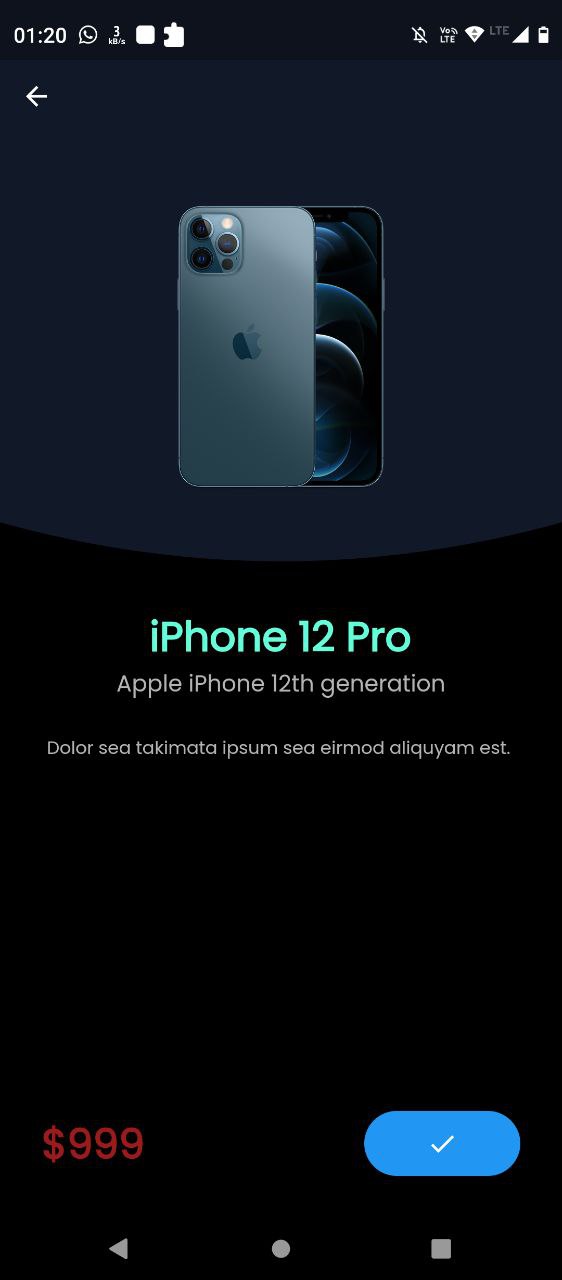 01:20 3 kB/s Vo) LTE LTE
iPhone 12 Pro
Apple iPhone 12th generation
Dolor sea takimata ipsum sea eirmod aliquyam est.
$999